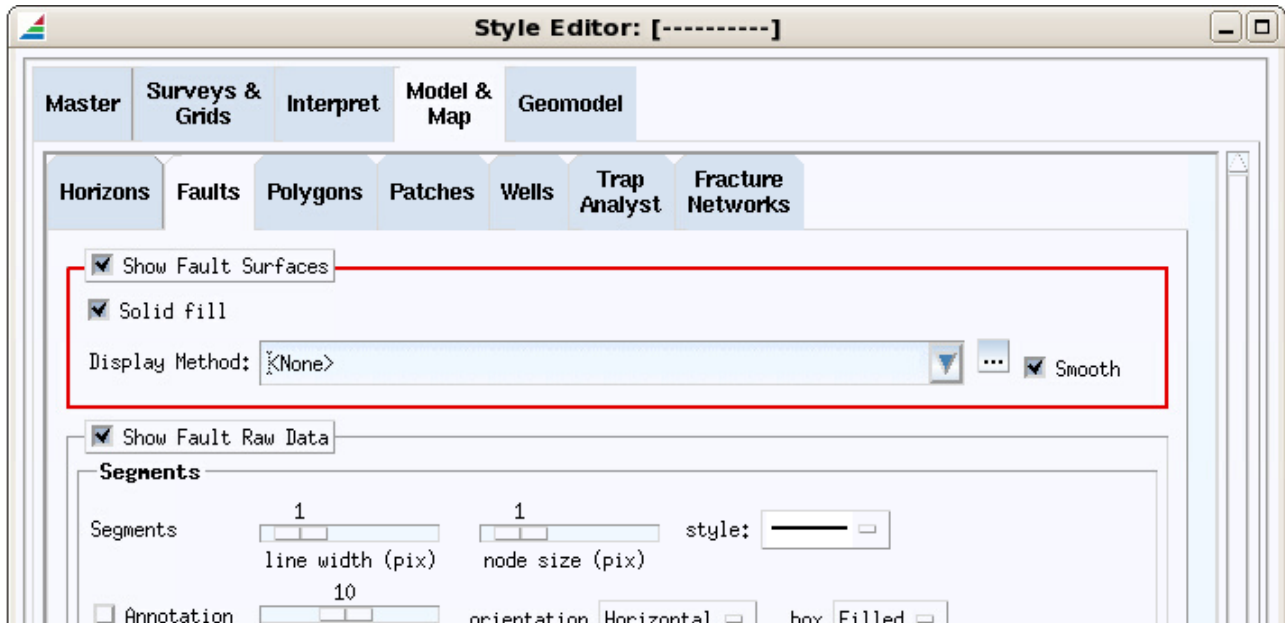 Style Editor: [----------]
Master
Surveys &
Grids
Interpret
Model &
Map
Geomodel
Horizons
Faults
Polygons
Patches
Wells
Trap
Analyst
Fracture
Networks
Show Fault Surfaces
Solid fill
Display Method: <None> ... Smooth
Show Fault Raw Data
Segments
1 1
Segments style:
line width (pix) node size (pix)
10
Annotation orientation Horizontal box Filled